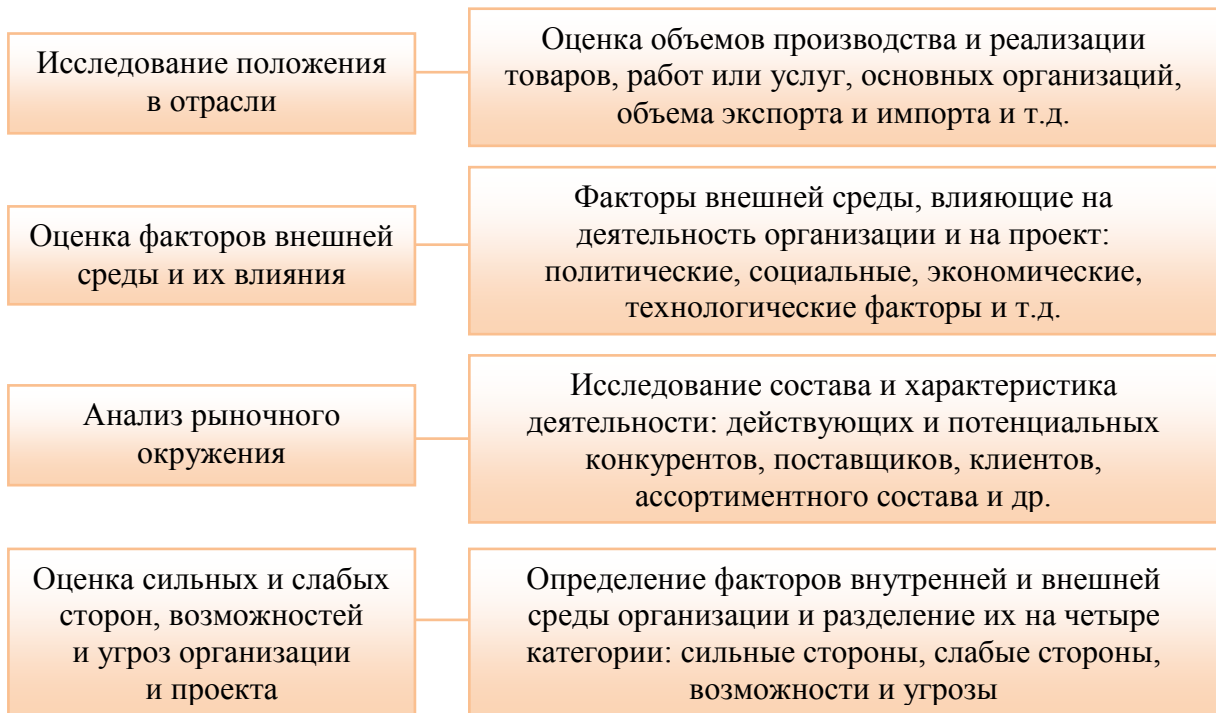 Исследование положения
в отрасли
Оценка объемов производства и реализации
товаров, работ или услуг, основных организаций,
объема экспорта и импорта и т.д.
Оценка факторов внешней
среды и их влияния
Факторы внешней среды, влияющие на
деятельность организации и на проект:
политические, социальные, экономические,
технологические факторы и т.д.
Анализ рыночного
окружения
Исследование состава и характеристика
деятельности: действующих и потенциальных
конкурентов, поставщиков, клиентов,
ассортиментного состава и др.
Оценка сильных и слабых
сторон, возможностей
и угроз организации
и проекта
Определение факторов внутренней и внешней
среды организации и разделение их на четыре
категории: сильные стороны, слабые стороны,
возможности и угрозы